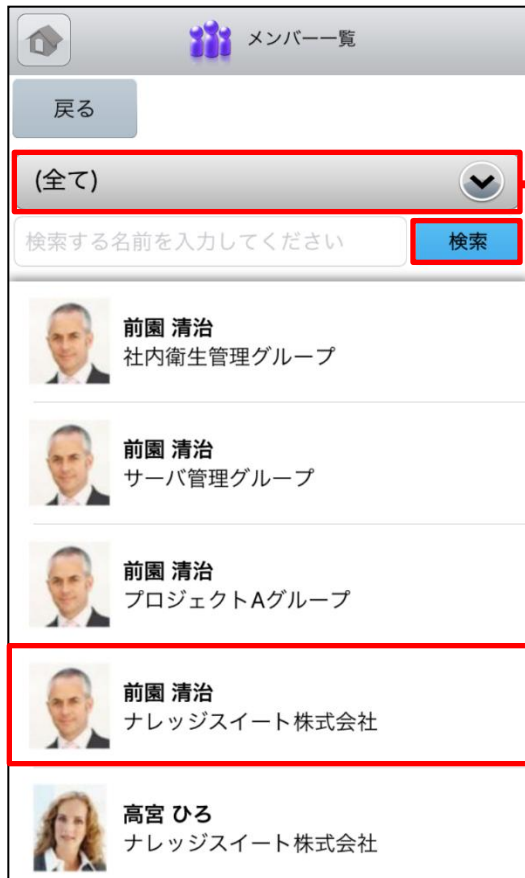 メンバー一覧
戻る
(全て)
検索する名前を入力してください
検索
前園 清治
社内衛生管理グループ
前園 清治
サーバ管理グループ
前園 清治
プロジェクトAグループ
前園 清治
ナレッジスイート株式会社
高宮 ひろ
ナレッジスイート株式会社